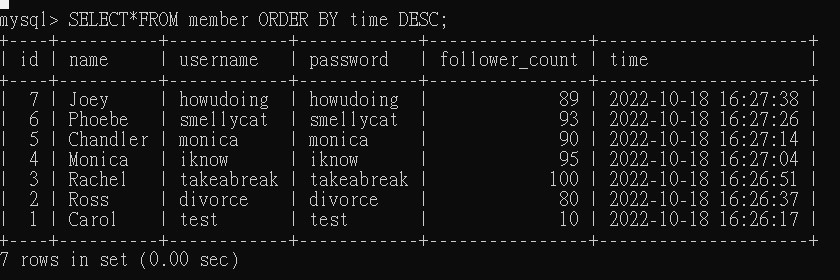 mysql> SELECT*FROM member ORDER BY time DESC;
+----+----------+------------+------------+----------------+---------------------+
| id | name     | username   | password   | follower_count | time                |
+----+----------+------------+------------+----------------+---------------------+
|  7 | Joey     | howudoing  | howudoing  |             89 | 2022-10-18 16:27:38 |
|  6 | Phoebe   | smellycat  | smellycat  |             93 | 2022-10-18 16:27:26 |
|  5 | Chandler | monica     | monica     |             90 | 2022-10-18 16:27:14 |
|  4 | Monica   | iknow      | iknow      |             95 | 2022-10-18 16:27:04 |
|  3 | Rachel   | takeabreak | takeabreak |            100 | 2022-10-18 16:26:51 |
|  2 | Ross     | divorce    | divorce    |             80 | 2022-10-18 16:26:37 |
|  1 | Carol    | test       | test       |             10 | 2022-10-18 16:26:17 |
+----+----------+------------+------------+----------------+---------------------+
7 rows in set (0.00 sec)